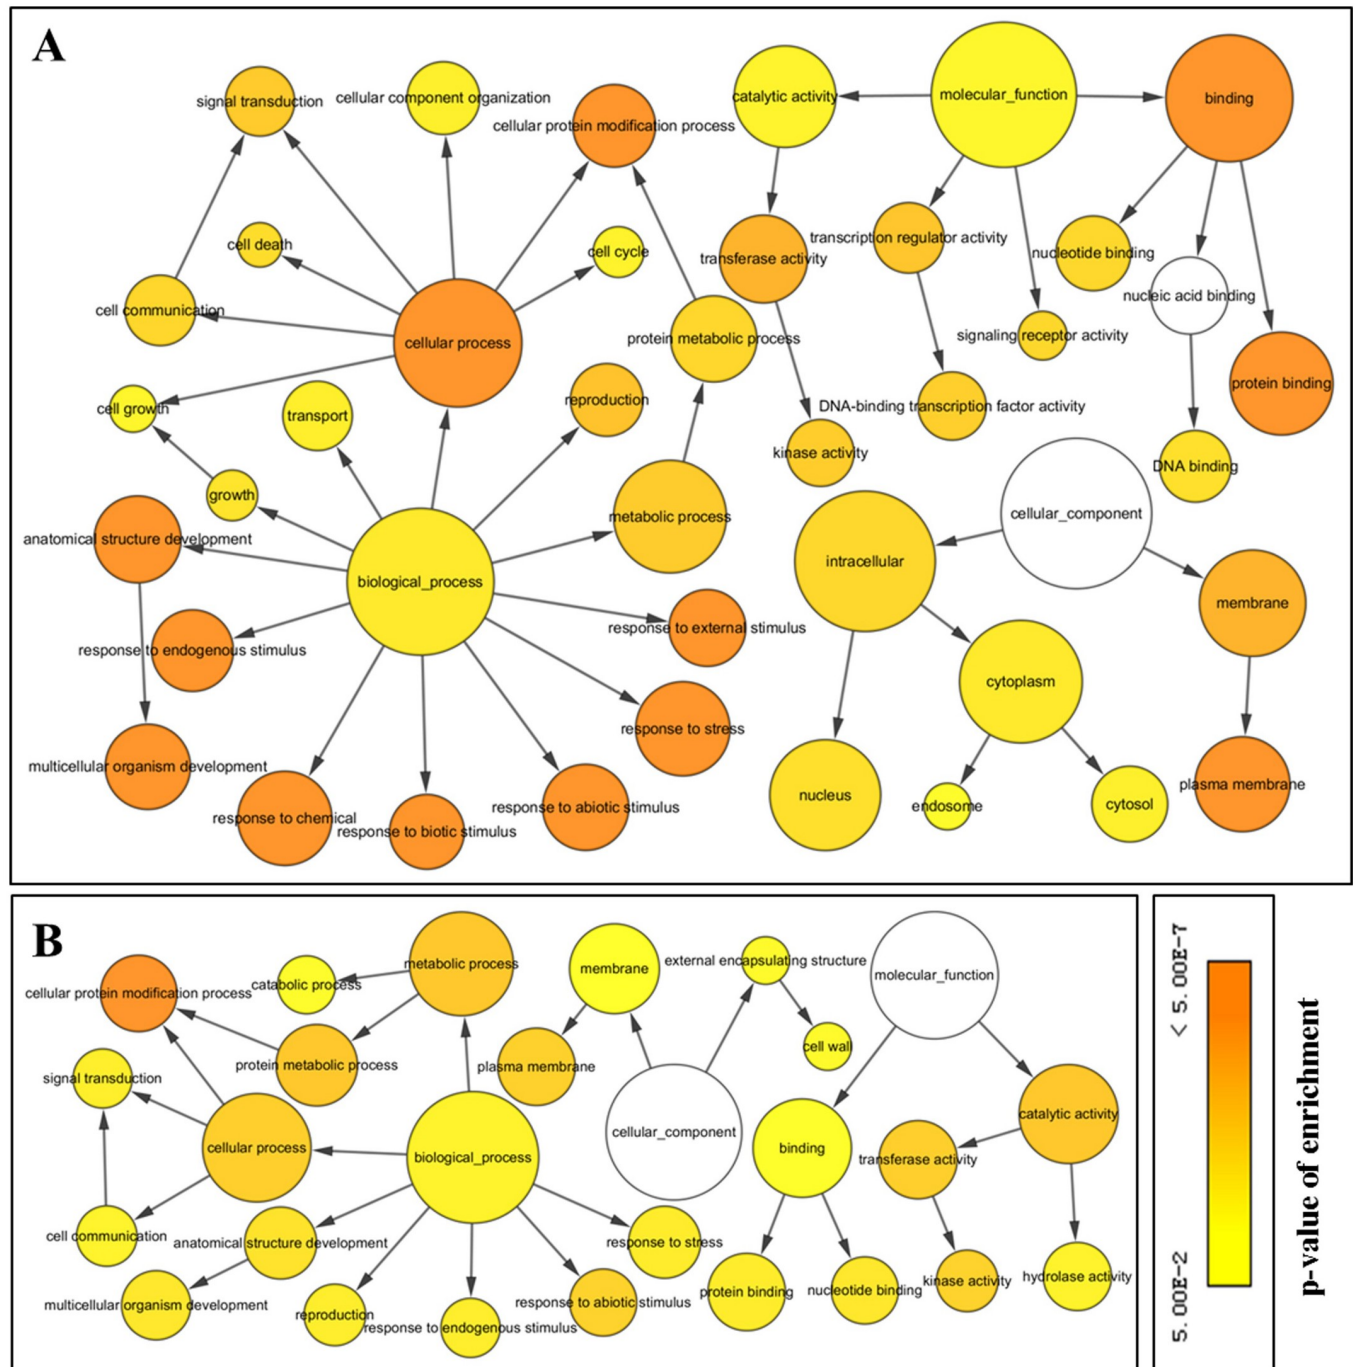 A
signal transduction
cellular component organization
cellular protein modification process
catalytic activity
molecular_function
binding
cell death
cell cycle
transferase activity
transcription regulator activity
nucleotide binding
nucleic acid binding
cell communication
cellular process
protein metabolic process
signaling receptor activity
protein binding
cell growth
transport
reproduction
DNA-binding transcription factor activity
kinase activity
DNA binding
growth
metabolic process
cellular_component
anatomical structure development
biological_process
intracellular
membrane
response to endogenous stimulus
response to external stimulus
cytoplasm
response to stress
multicellular organism development
nucleus
endosome
cytosol
plasma membrane
response to chemical
response to biotic stimulus
response to abiotic stimulus
B
metabolic process
membrane
external encapsulating structure
molecular_function
cellular protein modification process
catabolic process
cell wall
signal transduction
protein metabolic process
plasma membrane
cellular_component
catalytic activity
cellular process
biological_process
binding
transferase activity
cell communication
anatomical structure development
response to stress
multicellular organism development
reproduction
response to endogenous stimulus
response to abiotic stimulus
protein binding
nucleotide binding
kinase activity
hydrolase activity
< 5.00E-7
5.00E-2
p-value of enrichment